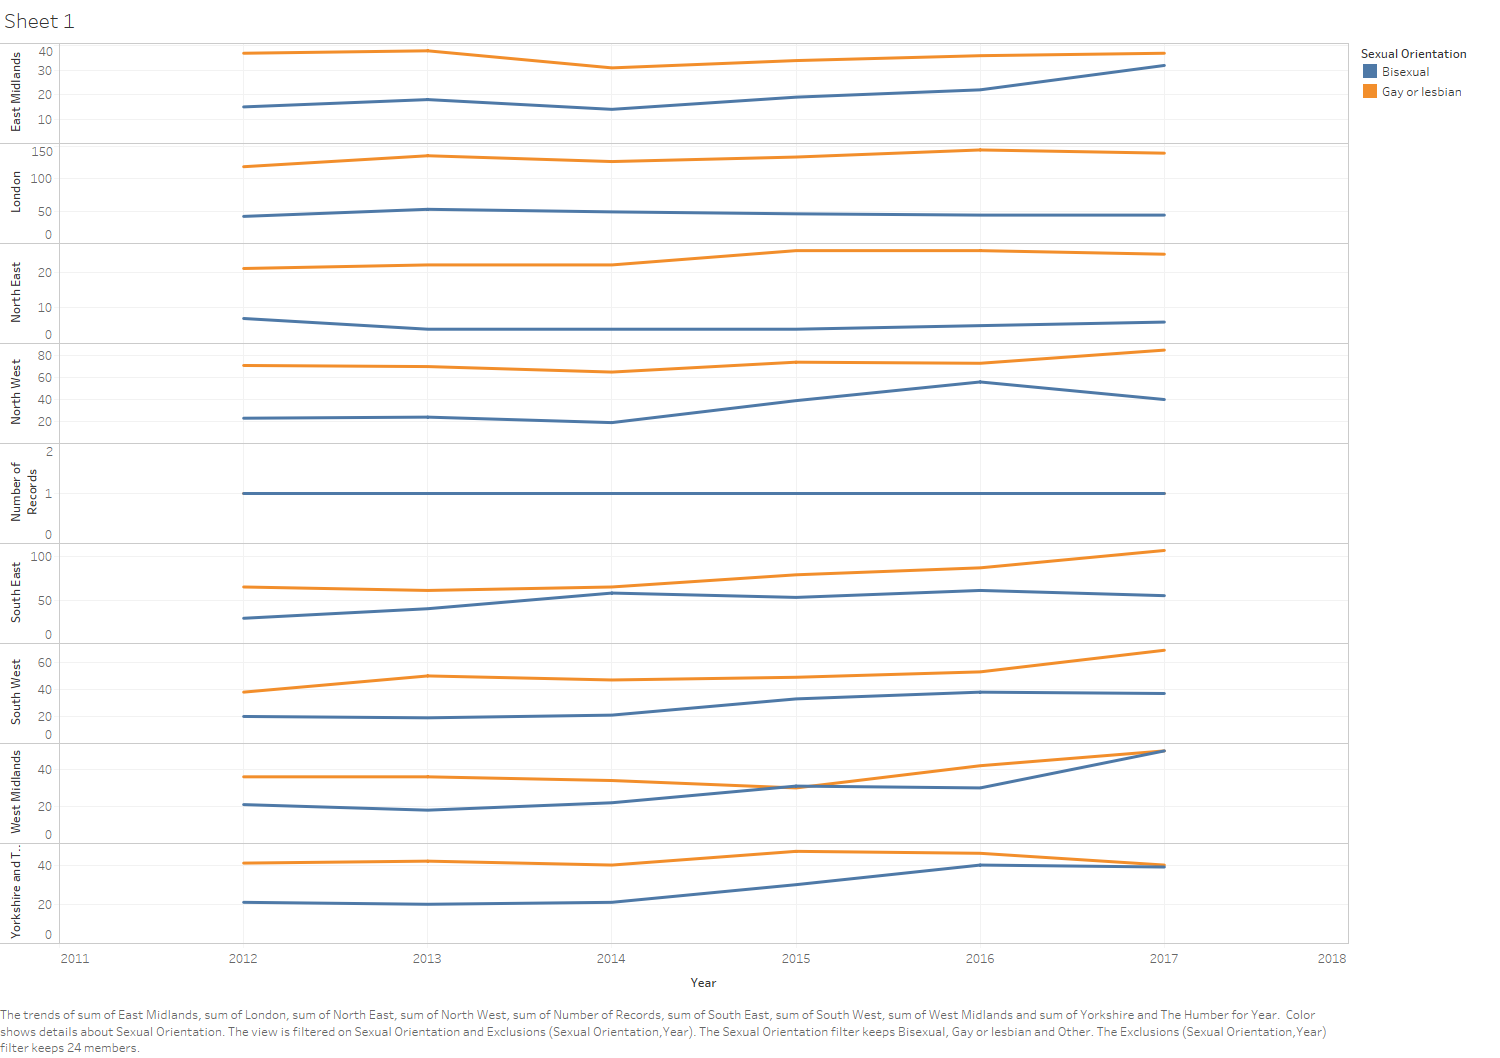 Sheet 1
Sexual Orientation
Bisexual
Gay or lesbian
East Midlands
40
30
20
10
London
150
100
50
0
North East
20
10
0
North West
80
60
40
20
Number of
Records
2
1
0
South East
100
50
0
South West
60
40
20
0
West Midlands
40
20
0
Yorkshire and T..
40
20
0
2011 2012 2013 2014 2015 2016 2017 2018
Year
The trends of sum of East Midlands, sum of London, sum of North East, sum of North West, sum of Number of Records, sum of South East, sum of South West, sum of West Midlands and sum of Yorkshire and The Humber for Year. Color
shows details about Sexual Orientation. The view is filtered on Sexual Orientation and Exclusions (Sexual Orientation,Year). The Sexual Orientation filter keeps Bisexual, Gay or lesbian and Other. The Exclusions (Sexual Orientation,Year)
filter keeps 24 members.